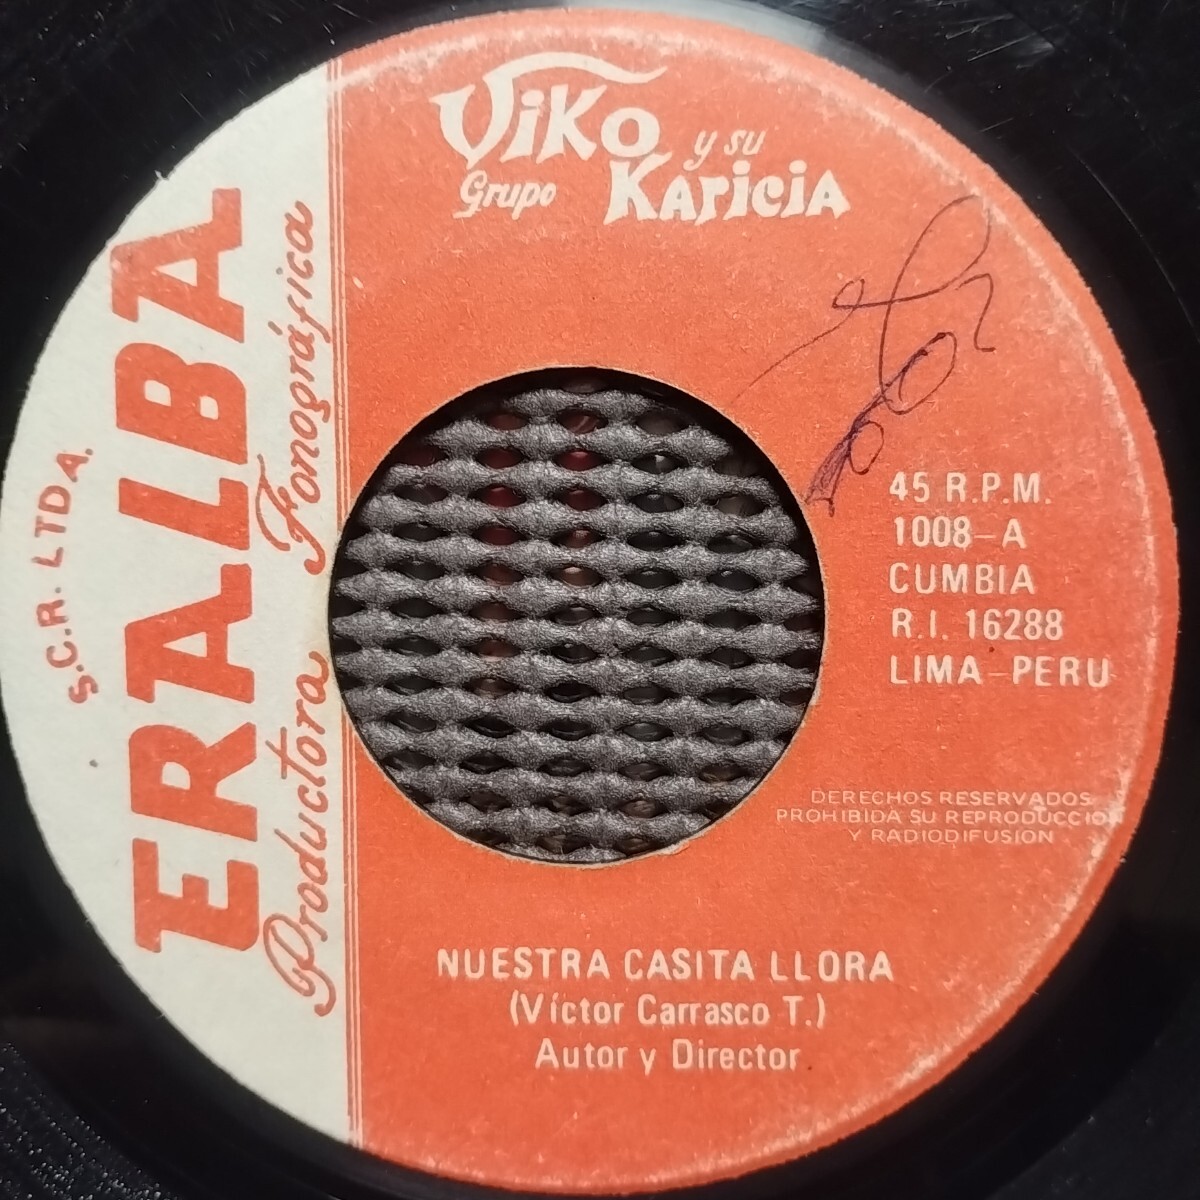 Viko y su
Grupo Karicia
S.C.R. LTDA.
ERALBA
Productora Fonográfica
45 R.P.M.
1008-A
CUMBIA
R.I. 16288
LIMA-PERU
DERECHOS RESERVADOS
PROHIBIDA SU REPRODUCCION
Y RADIODIFUSION
NUESTRA CASITA LLORA
(Víctor Carrasco T.)
Autor y Director